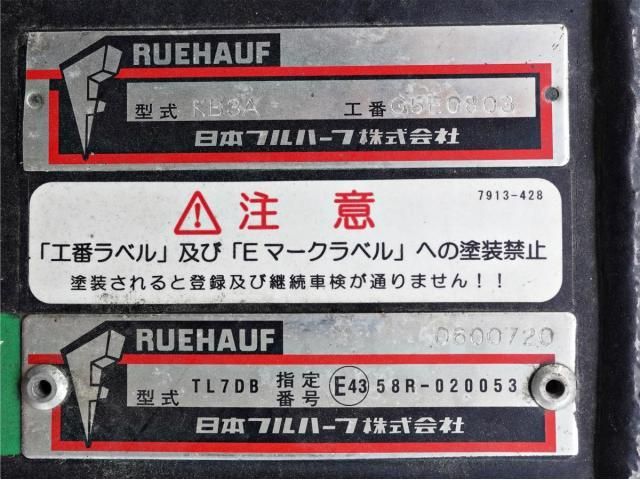 FRUEHAUF
型式 KB3A 工番 G5F0803
日本フルハーフ株式会社
注意 7913-428
「工番ラベル」及び「Eマークラベル」への塗装禁止
塗装されると登録及び継続車検が通りません！！
FRUEHAUF 0600720
型式 TL7DB 指定番号 E43 58R-020053
日本フルハーフ株式会社